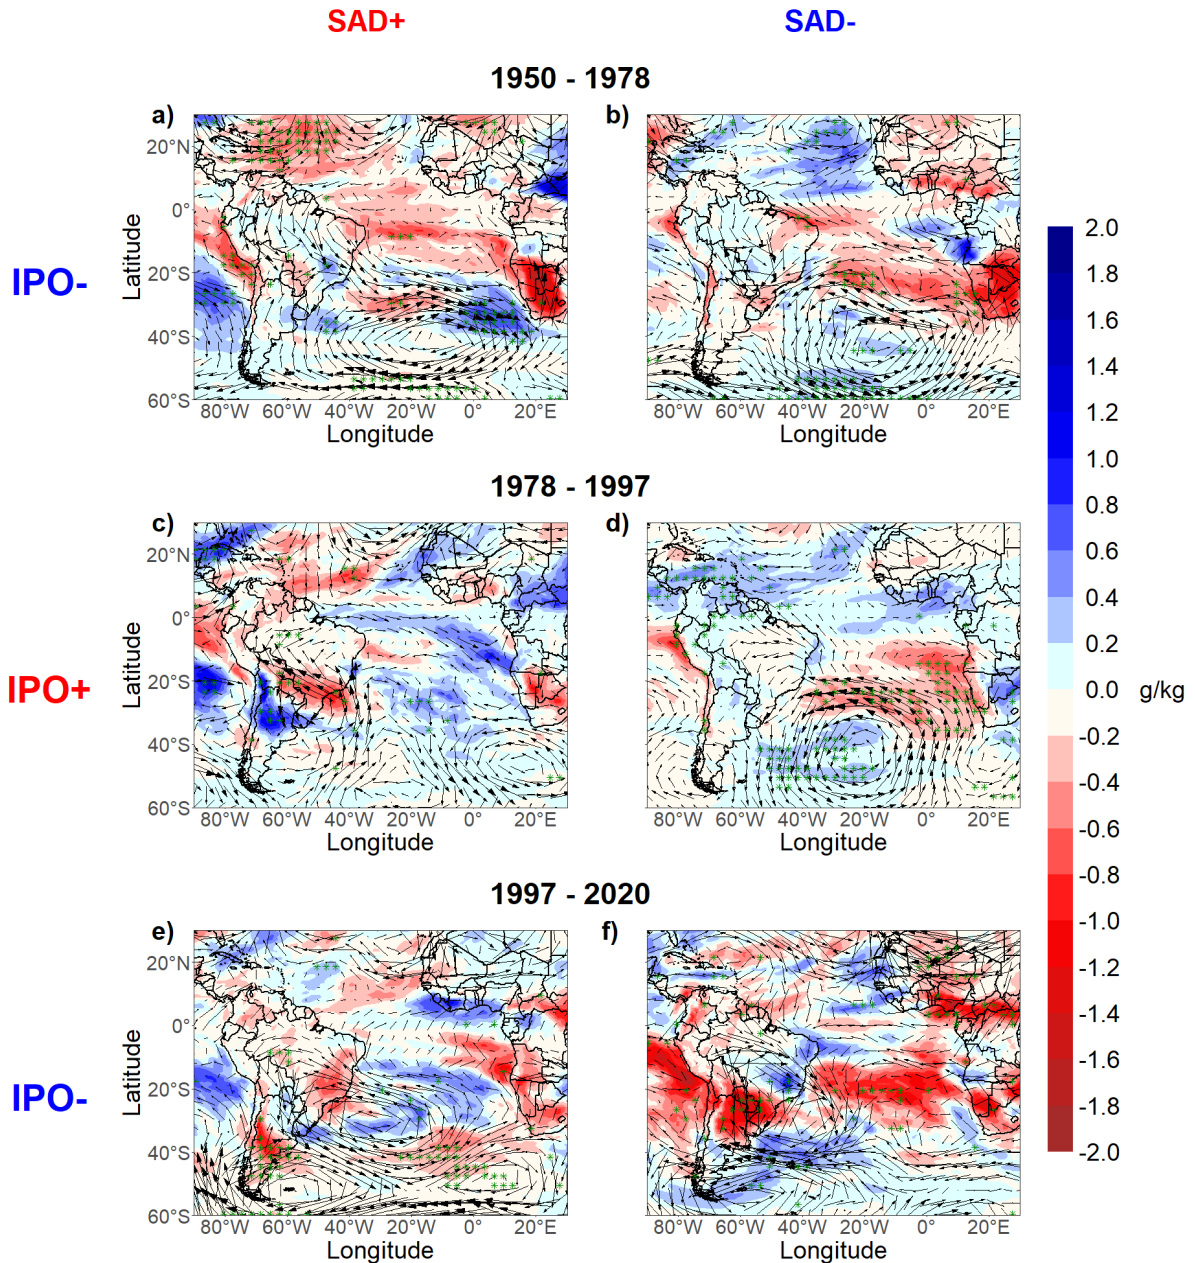 SAD+ SAD-
1950 - 1978
a) b)
IPO-
Latitude
20°N
0°
20°S
40°S
60°S
80°W 60°W 40°W 20°W 0° 20°E
Longitude
80°W 60°W 40°W 20°W 0° 20°E
Longitude
1978 - 1997
c) d)
IPO+
Latitude
20°N
0°
20°S
40°S
60°S
80°W 60°W 40°W 20°W 0° 20°E
Longitude
80°W 60°W 40°W 20°W 0° 20°E
Longitude
1997 - 2020
e) f)
IPO-
Latitude
20°N
0°
20°S
40°S
60°S
80°W 60°W 40°W 20°W 0° 20°E
Longitude
80°W 60°W 40°W 20°W 0° 20°E
Longitude
2.0
1.8
1.6
1.4
1.2
1.0
0.8
0.6
0.4
0.2
0.0
-0.2
-0.4
-0.6
-0.8
-1.0
-1.2
-1.4
-1.6
-1.8
-2.0
g/kg